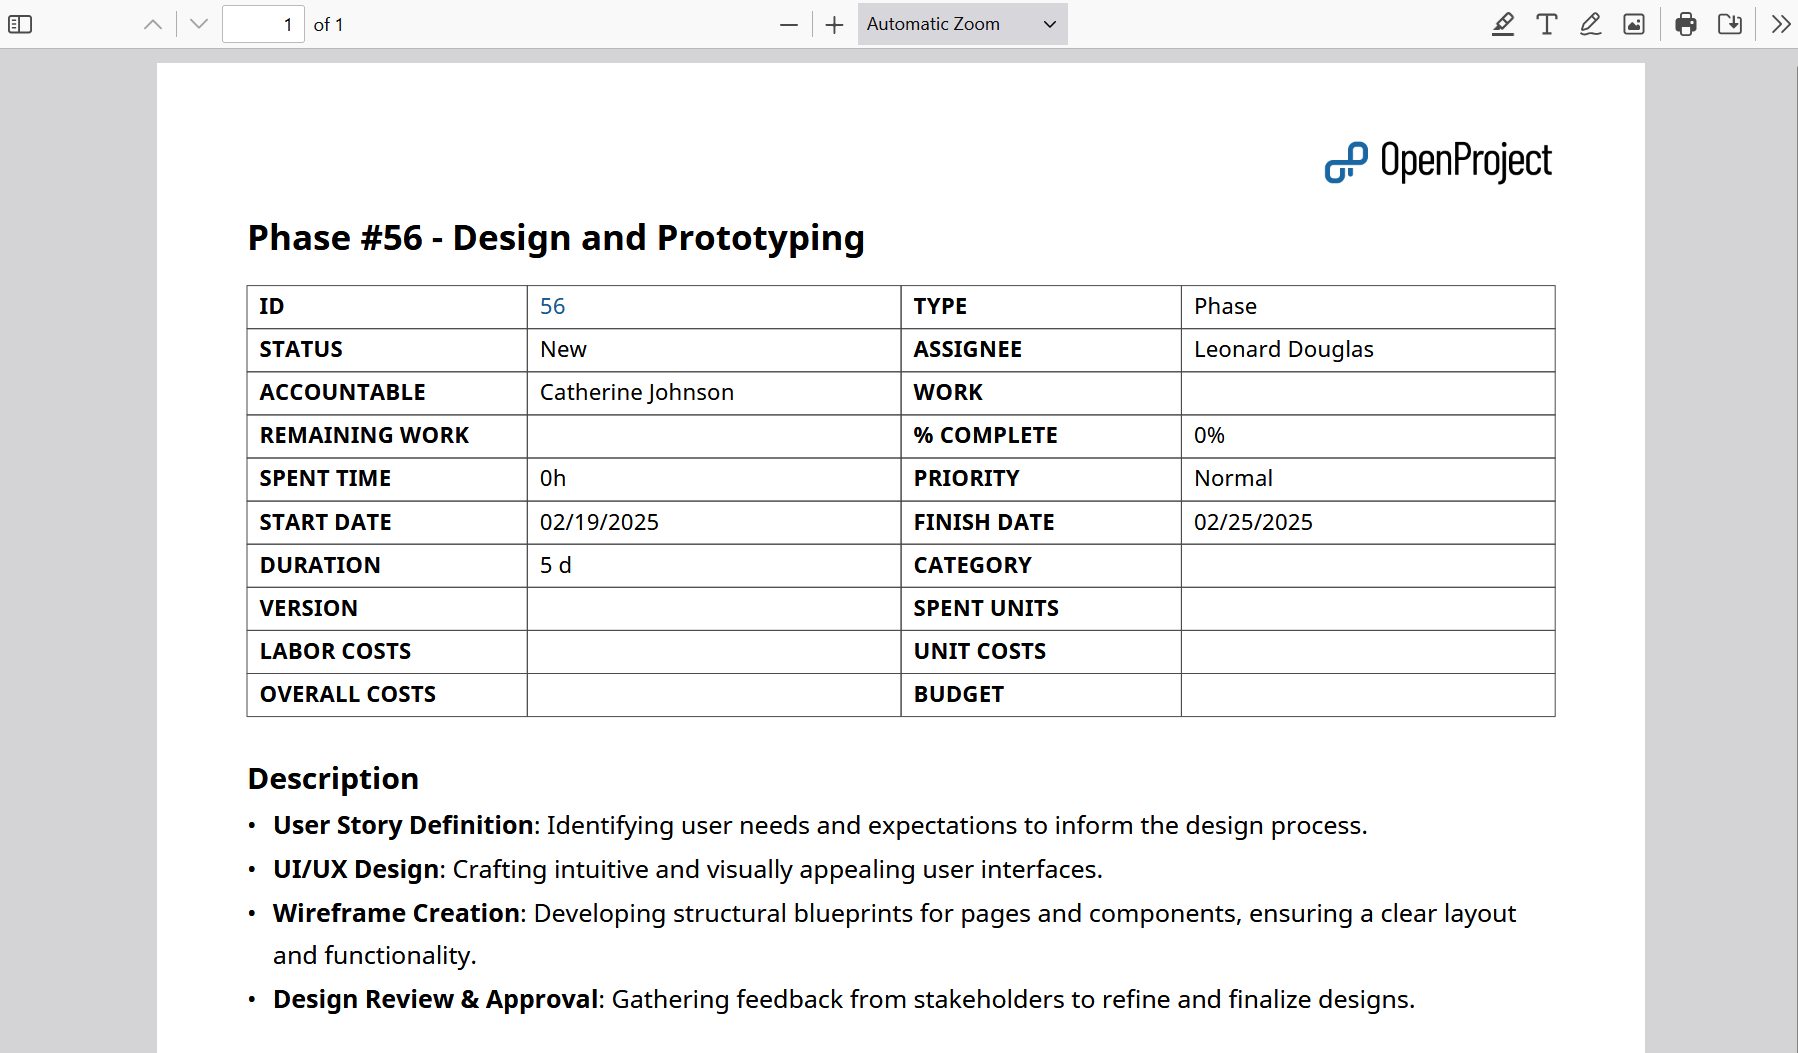 1 of 1 Automatic Zoom
OpenProject
Phase #56 - Design and Prototyping
ID 56 TYPE Phase
STATUS New ASSIGNEE Leonard Douglas
ACCOUNTABLE Catherine Johnson WORK
REMAINING WORK % COMPLETE 0%
SPENT TIME 0h PRIORITY Normal
START DATE 02/19/2025 FINISH DATE 02/25/2025
DURATION 5 d CATEGORY
VERSION SPENT UNITS
LABOR COSTS UNIT COSTS
OVERALL COSTS BUDGET
Description
• User Story Definition: Identifying user needs and expectations to inform the design process.
• UI/UX Design: Crafting intuitive and visually appealing user interfaces.
• Wireframe Creation: Developing structural blueprints for pages and components, ensuring a clear layout
and functionality.
• Design Review & Approval: Gathering feedback from stakeholders to refine and finalize designs.